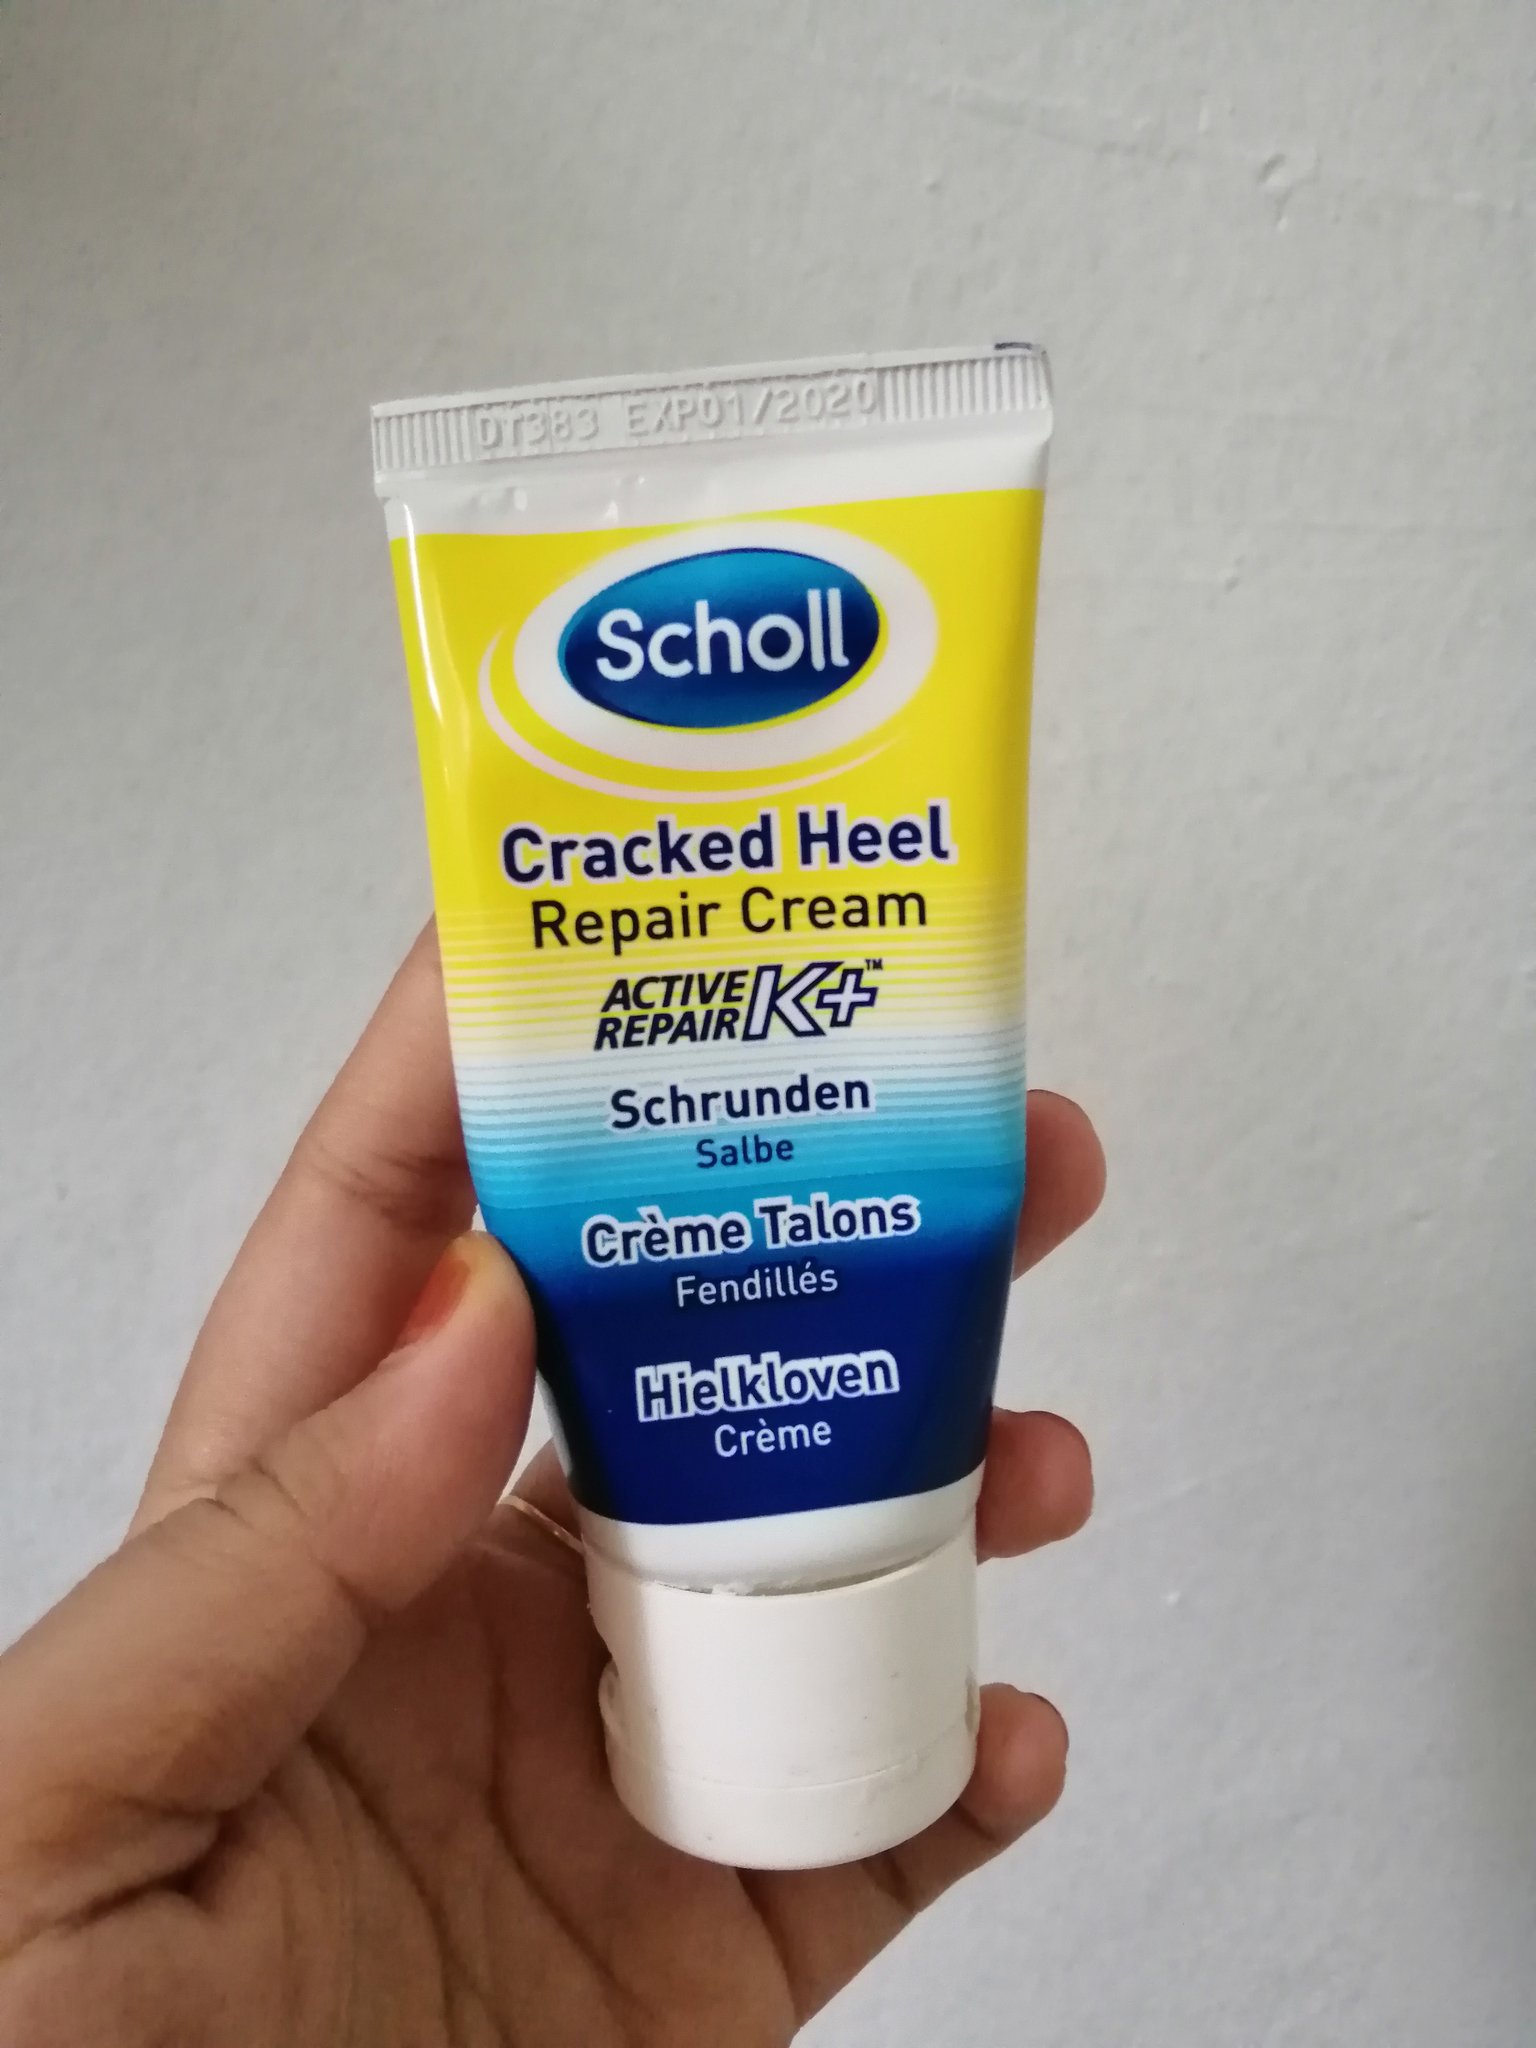 DT383 EXP01/2020
Scholl
Cracked Heel
Repair Cream
ACTIVE
REPAIR K+™
Schrunden
Salbe
Crème Talons
Fendillés
Hielkloven
Crème